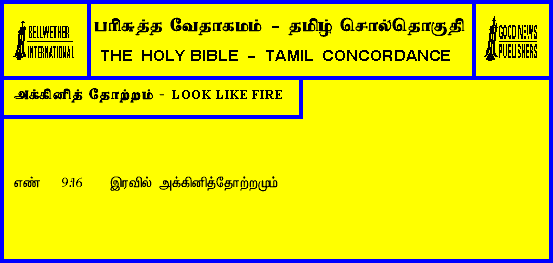 BELLWETHER
INTERNATIONAL
பரிசுத்த வேதாகமம் - தமிழ் சொல்தொகுதி
THE HOLY BIBLE - TAMIL CONCORDANCE
GOOD NEWS
PUBLISHERS
அக்கினித் தோற்றம் - LOOK LIKE FIRE
எண் 9:16 இரவில் அக்கினித்தோற்றமும்